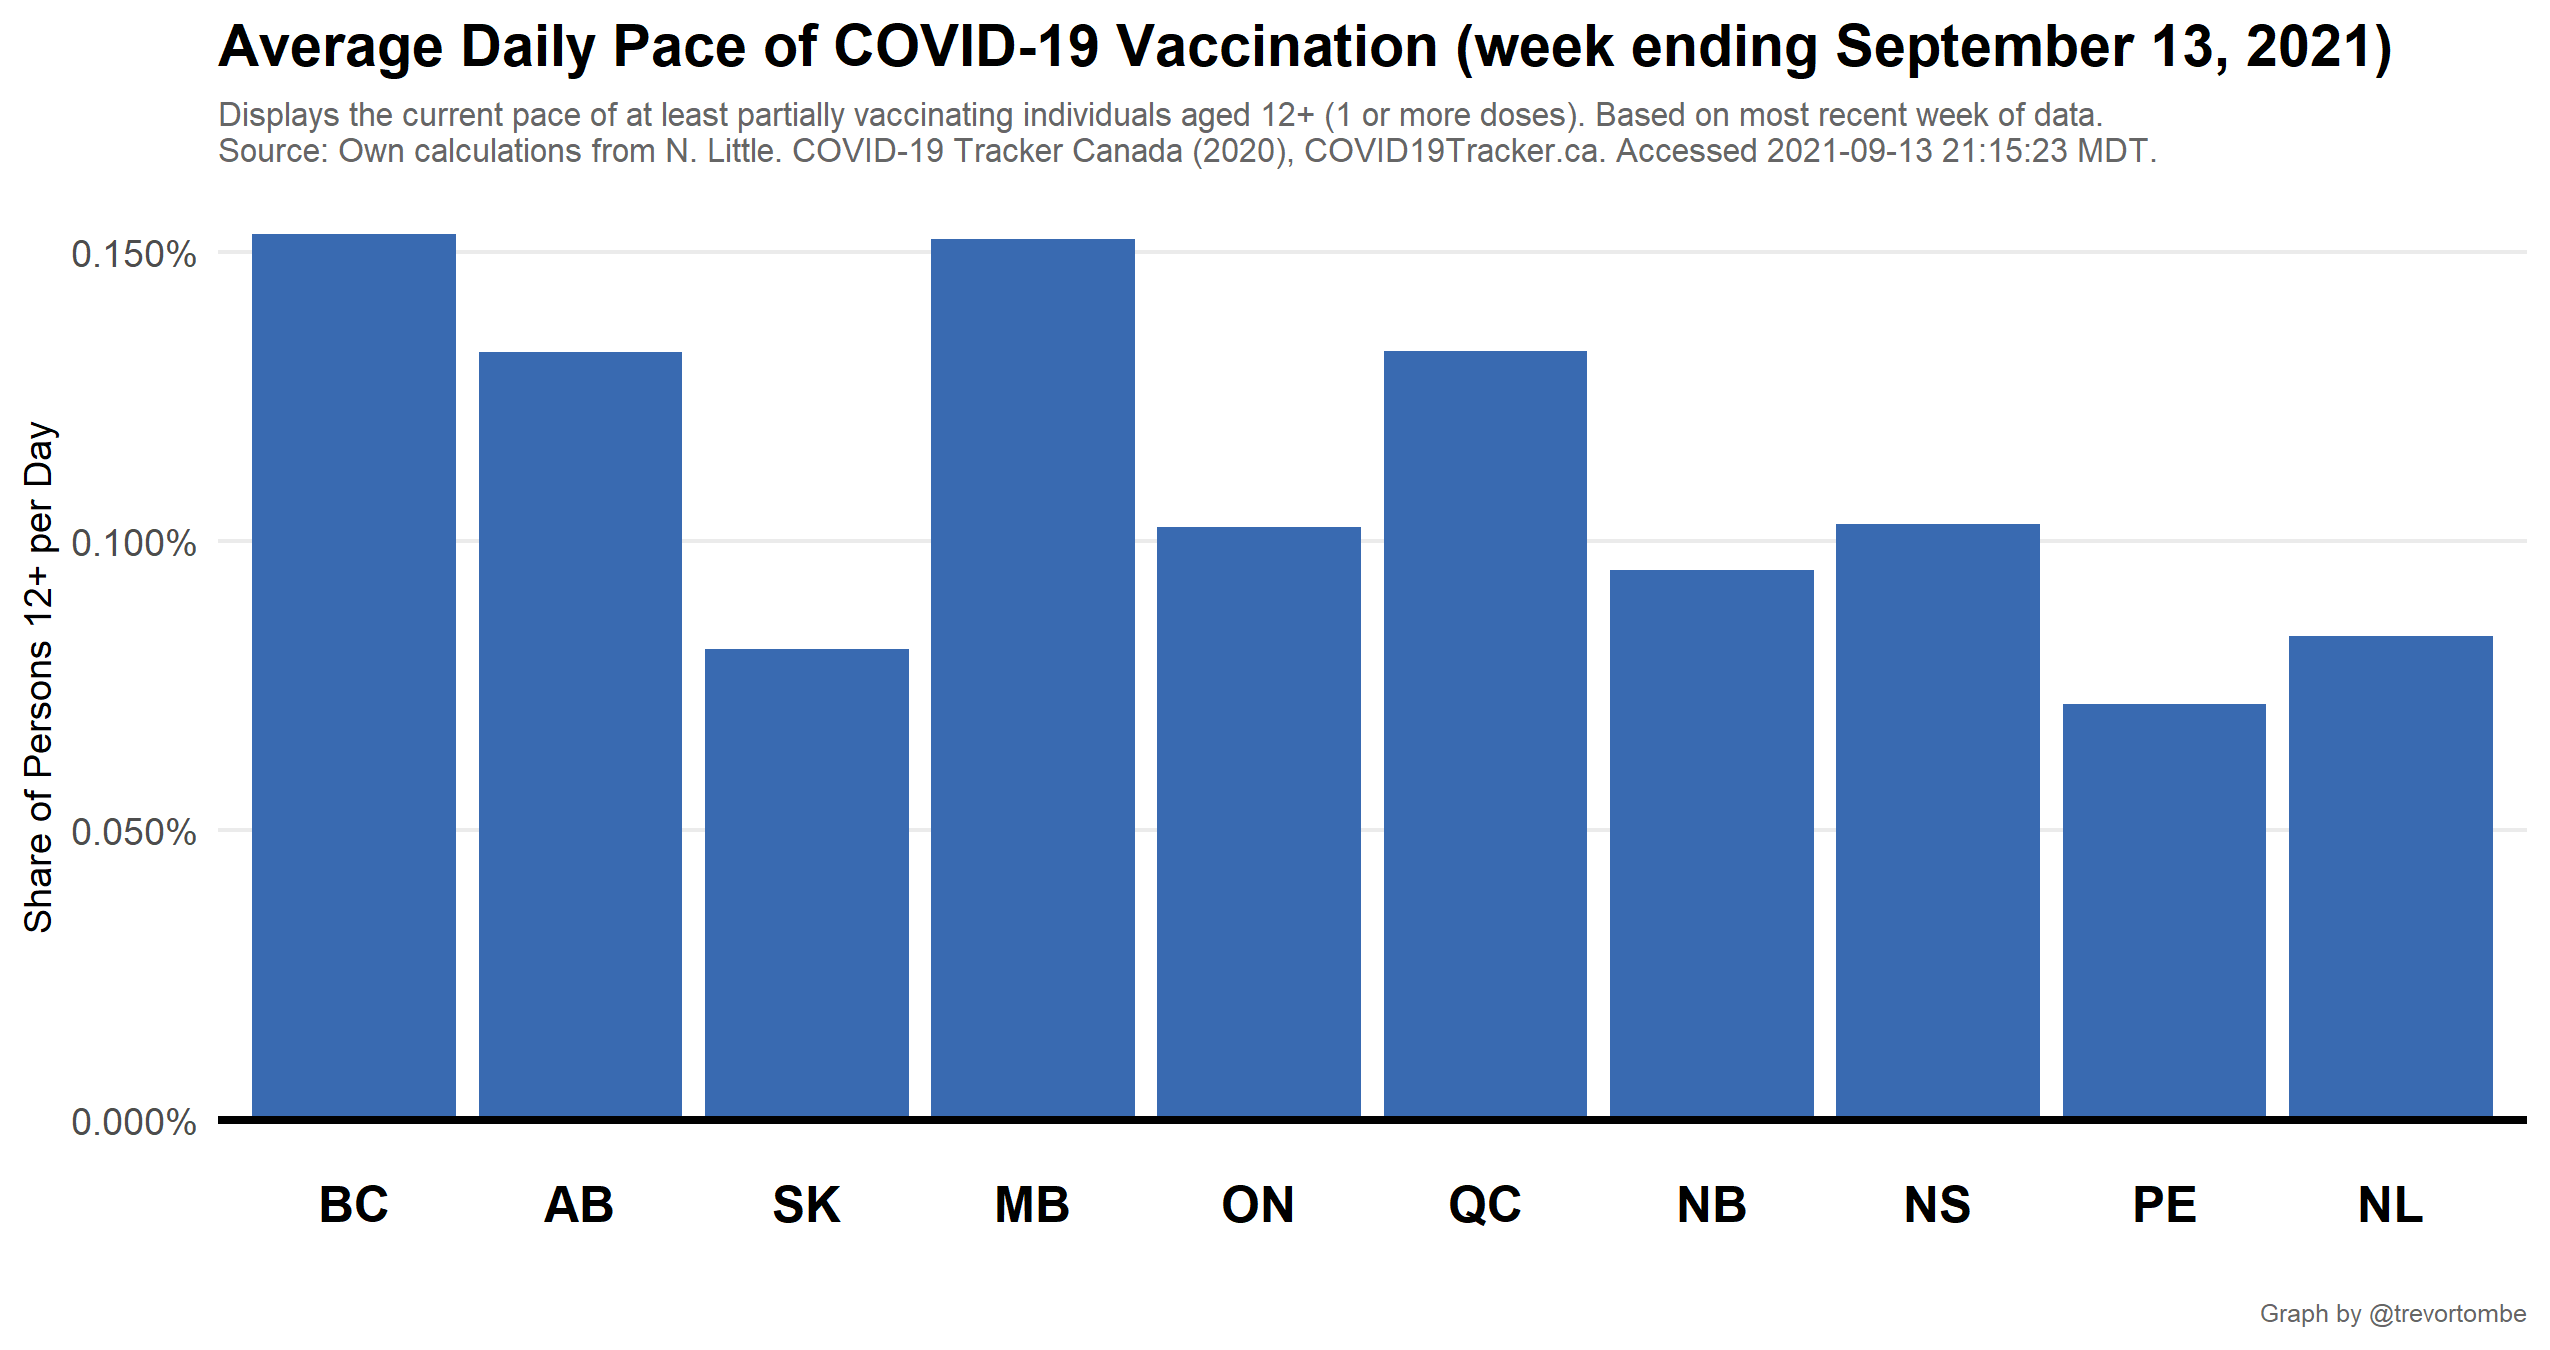 Average Daily Pace of COVID-19 Vaccination (week ending September 13, 2021)
Displays the current pace of at least partially vaccinating individuals aged 12+ (1 or more doses). Based on most recent week of data.
Source: Own calculations from N. Little. COVID-19 Tracker Canada (2020), COVID19Tracker.ca. Accessed 2021-09-13 21:15:23 MDT.
Share of Persons 12+ per Day
0.150%
0.100%
0.050%
0.000%
BC AB SK MB ON QC NB NS PE NL
Graph by @trevortombe